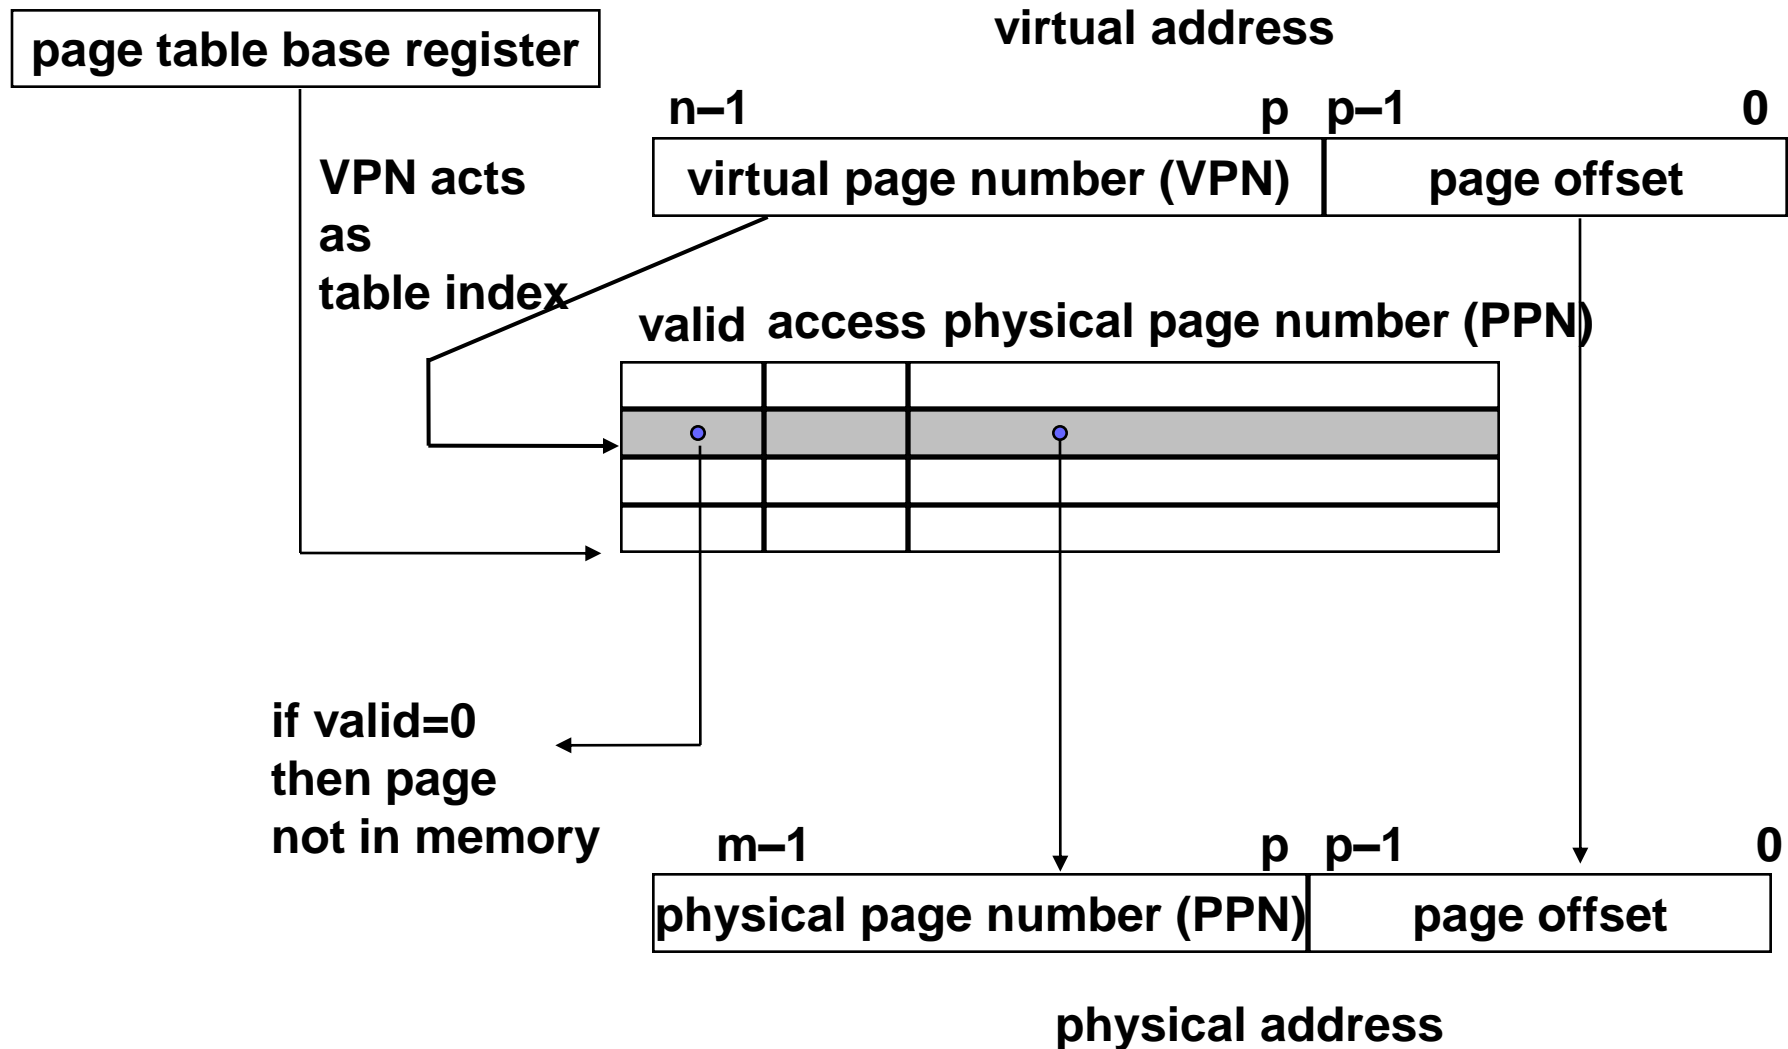 page table base register
virtual address
n–1 p p–1 0
virtual page number (VPN) page offset
VPN acts
as
table index
valid access physical page number (PPN)
if valid=0
then page
not in memory
m–1 p p–1 0
physical page number (PPN) page offset
physical address